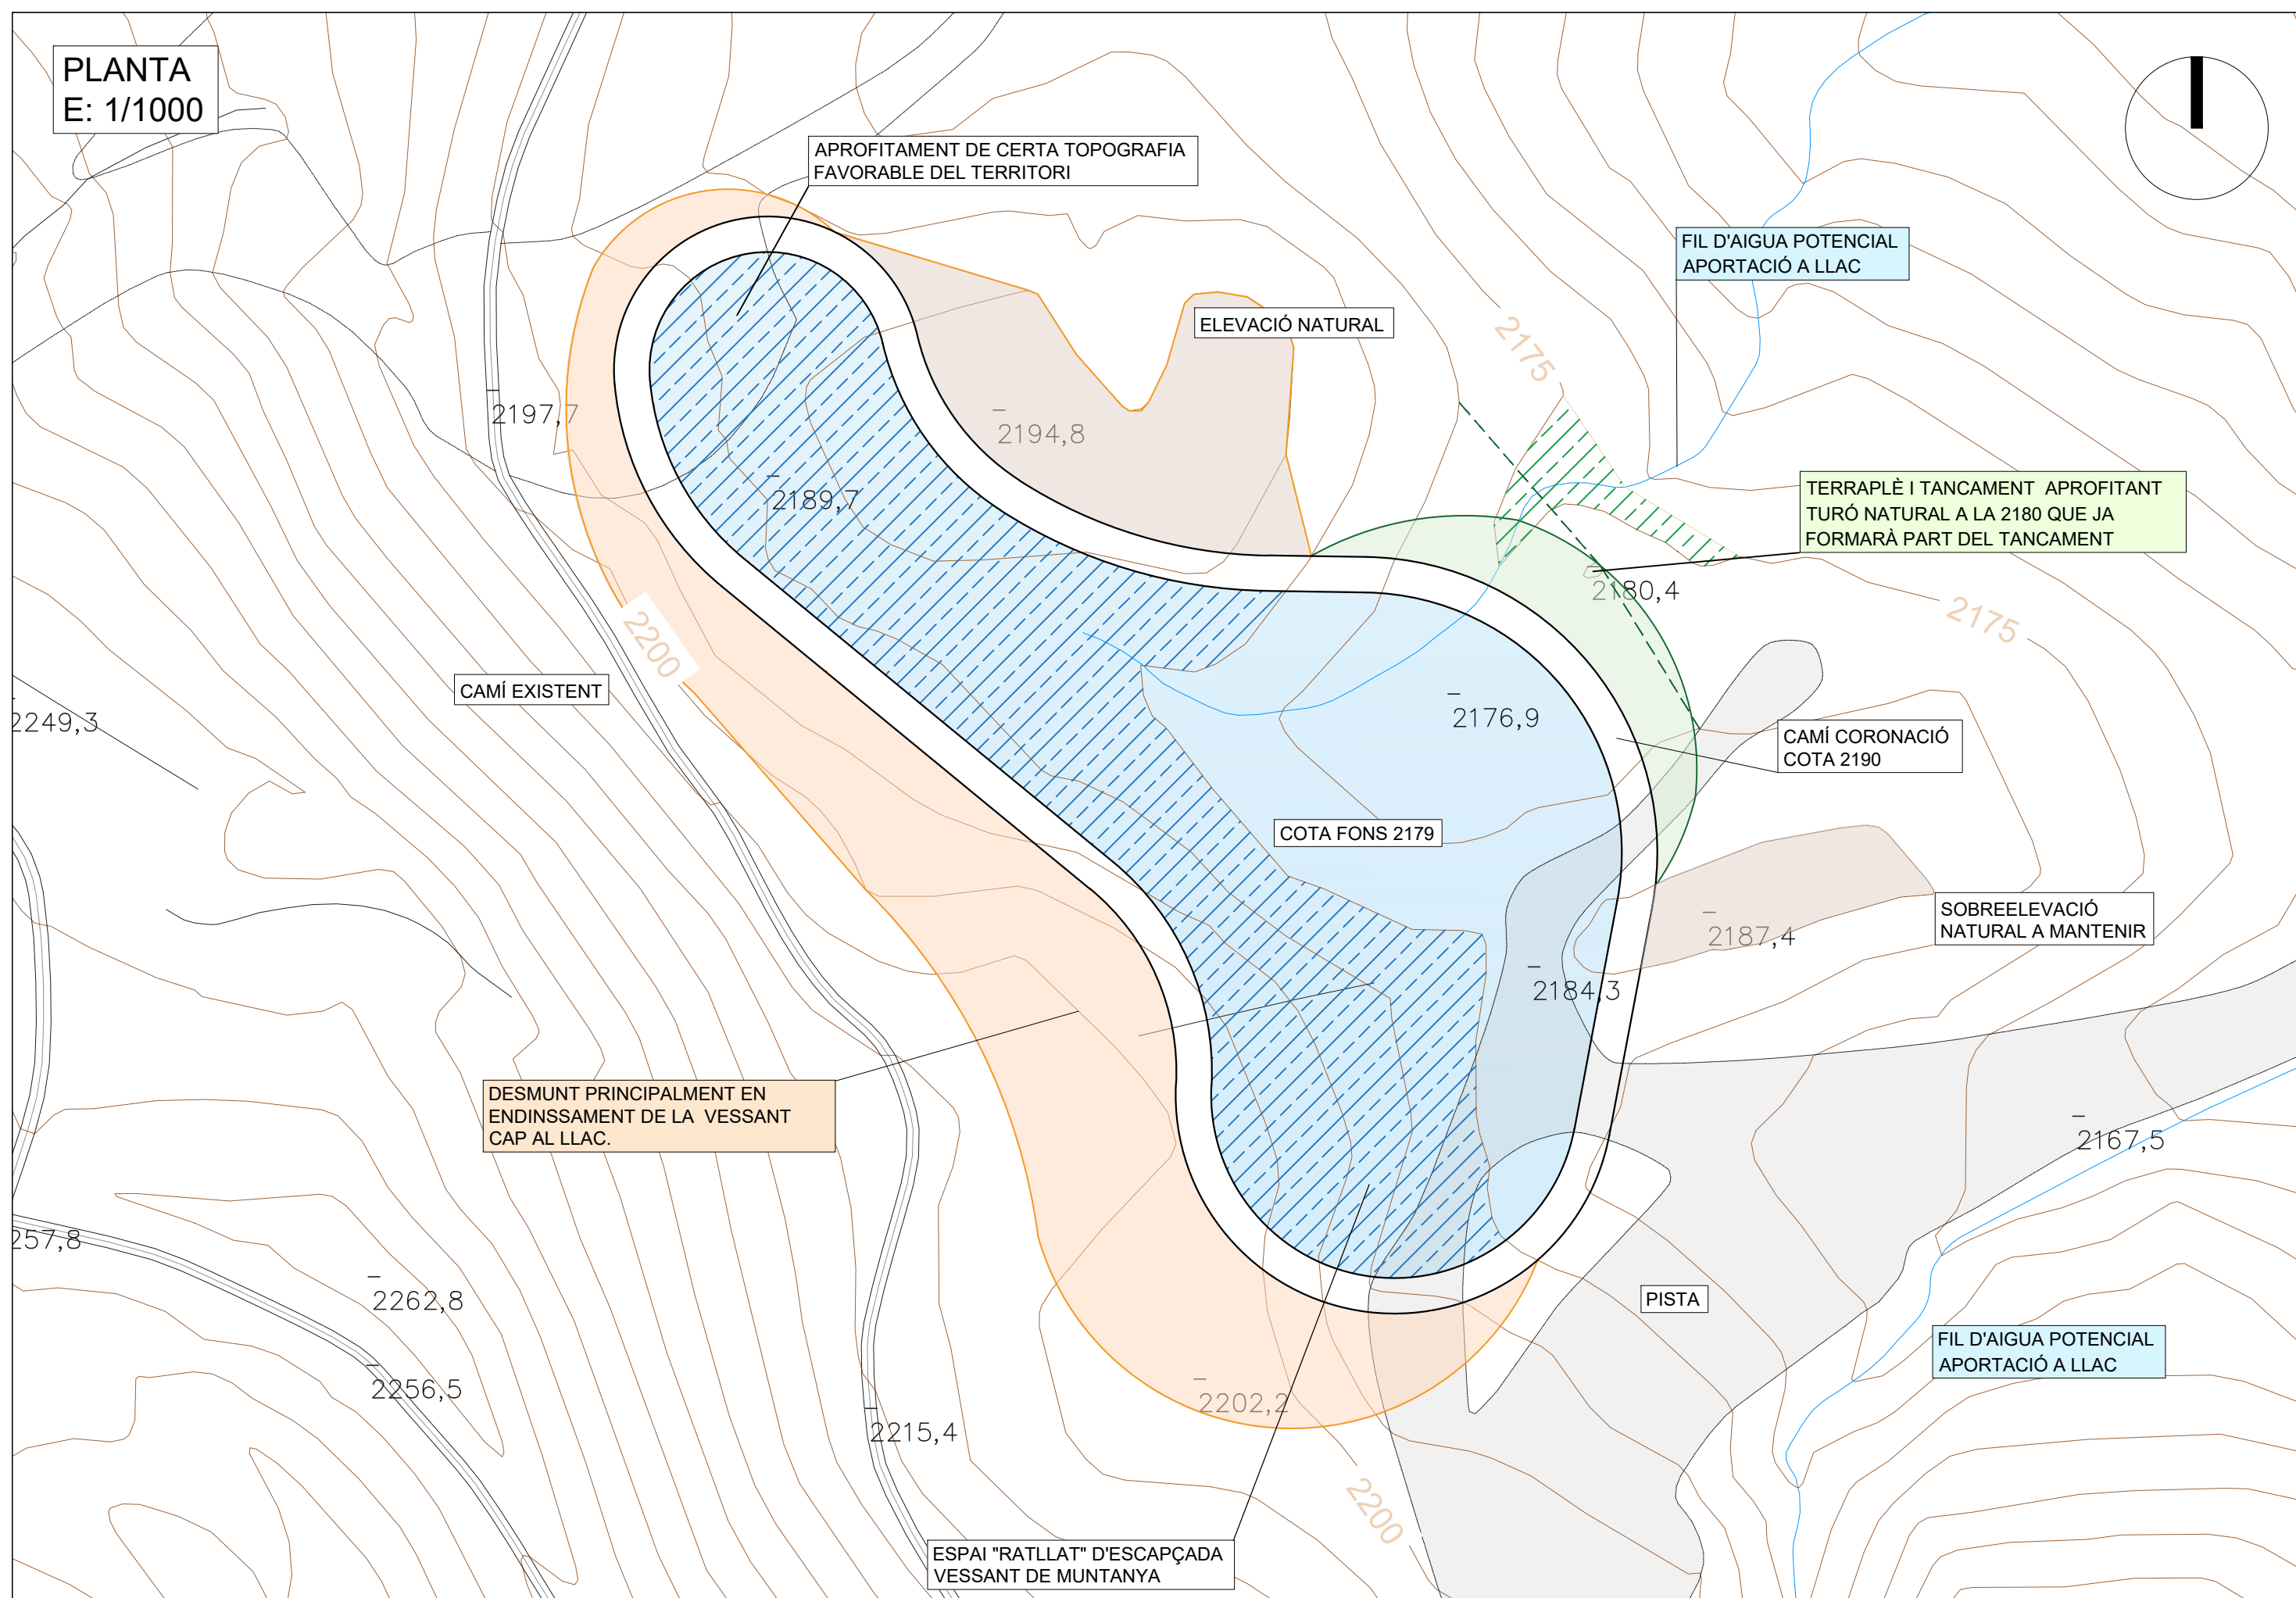 PLANTA
E: 1/1000
APROFITAMENT DE CERTA TOPOGRAFIA
FAVORABLE DEL TERRITORI
FIL D'AIGUA POTENCIAL
APORTACIÓ A LLAC
ELEVACIÓ NATURAL
2175
2197,7
2194,8
2189,7
TERRAPLÈ I TANCAMENT APROFITANT
TURÓ NATURAL A LA 2180 QUE JA
FORMARÀ PART DEL TANCAMENT
2180,4
2175
2200
CAMÍ EXISTENT
2249,3
2176,9
CAMÍ CORONACIÓ
COTA 2190
COTA FONS 2179
SOBREELEVACIÓ
NATURAL A MANTENIR
2187,4
2184,3
DESMUNT PRINCIPALMENT EN
ENDINSSAMENT DE LA VESSANT
CAP AL LLAC.
2167,5
257,8
2262,8
PISTA
FIL D'AIGUA POTENCIAL
APORTACIÓ A LLAC
2256,5
2202,2
2215,4
2200
ESPAI "RATLLAT" D'ESCAPÇADA
VESSANT DE MUNTANYA